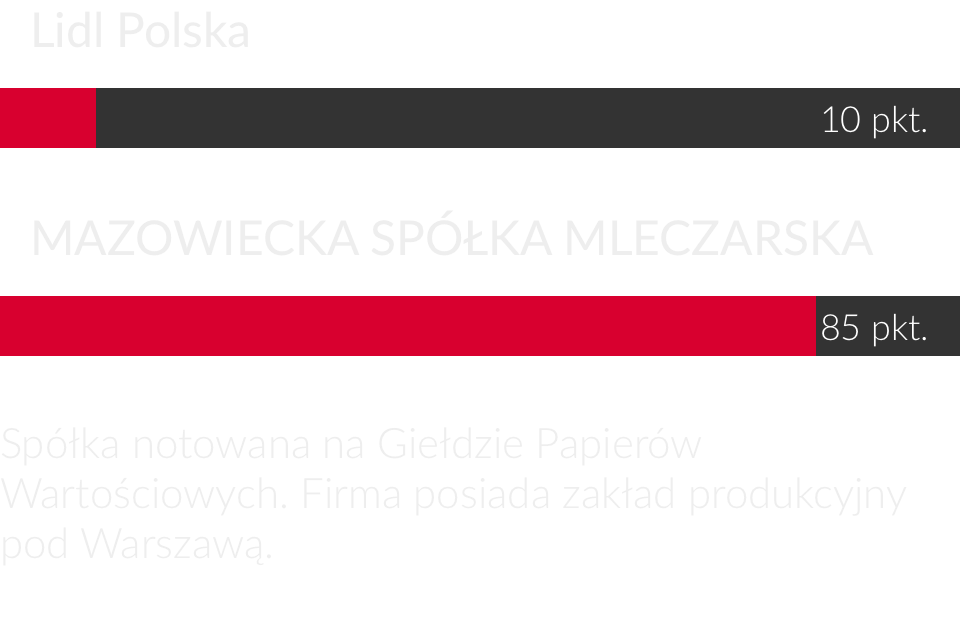 Lidl Polska
10 pkt.
MAZOWIECKA SPÓŁKA MLECZARSKA
85 pkt.
Spółka notowana na Giełdzie Papierów
Wartościowych. Firma posiada zakład produkcyjny
pod Warszawą.